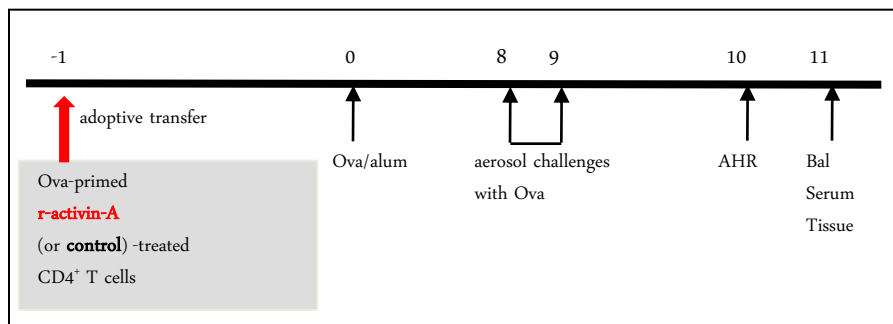 -1 0 8 9 10 11
adoptive transfer
Ova/alum
aerosol challenges
with Ova
AHR
Bal
Serum
Tissue
Ova-primed
r-activin-A
(or control) -treated
CD4⁺ T cells